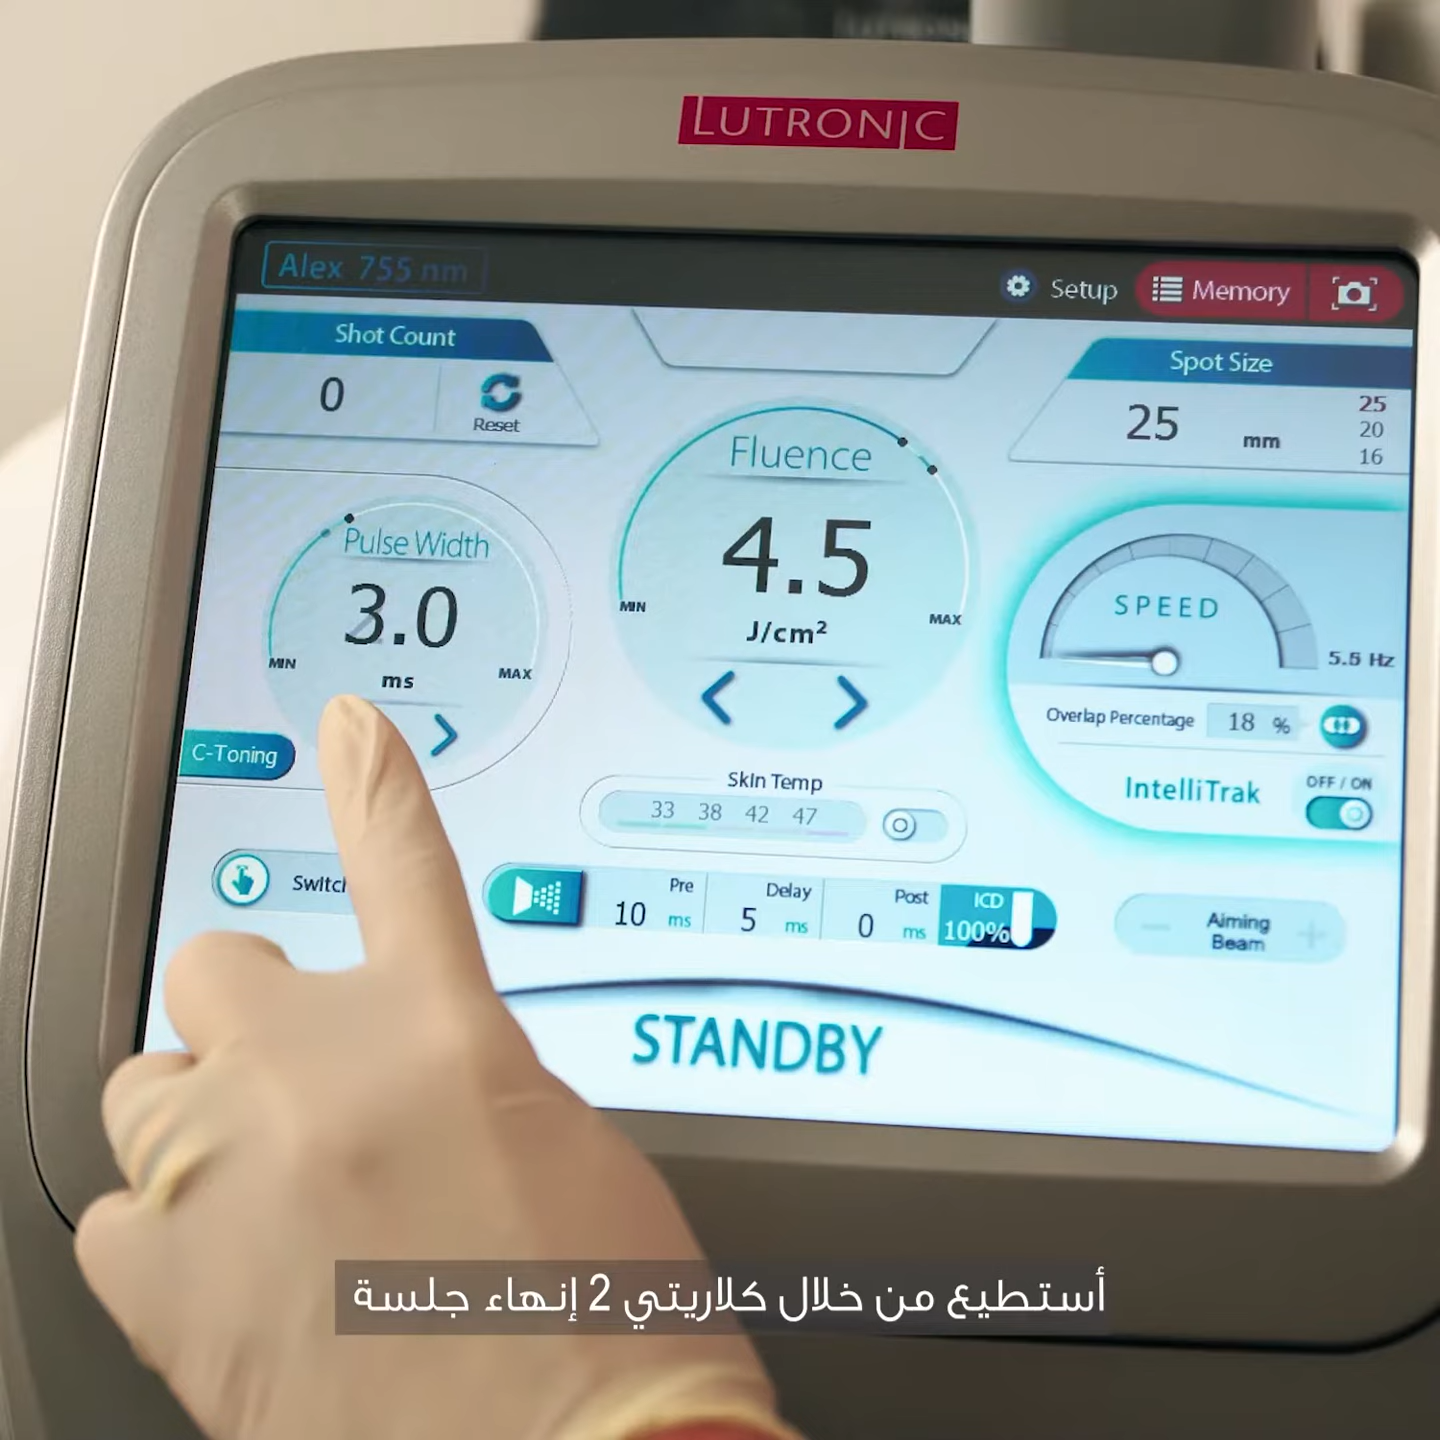 LUTRONIC
Alex 755 nm
Setup
Memory
Shot Count
0
Reset
Spot Size
25 mm
25
20
16
Fluence
4.5
MIN
MAX
J/cm²
Pulse Width
3.0
MIN
MAX
ms
C-Toning
SPEED
5.5 Hz
Overlap Percentage 18 %
IntelliTrak
OFF / ON
Skin Temp
33 38 42 47
Pre
10 ms
Delay
5 ms
Post
0 ms
ICD
100%
Aiming
Beam
STANDBY
أستطيع من خلال كلاريتي 2 إنهاء جلسة